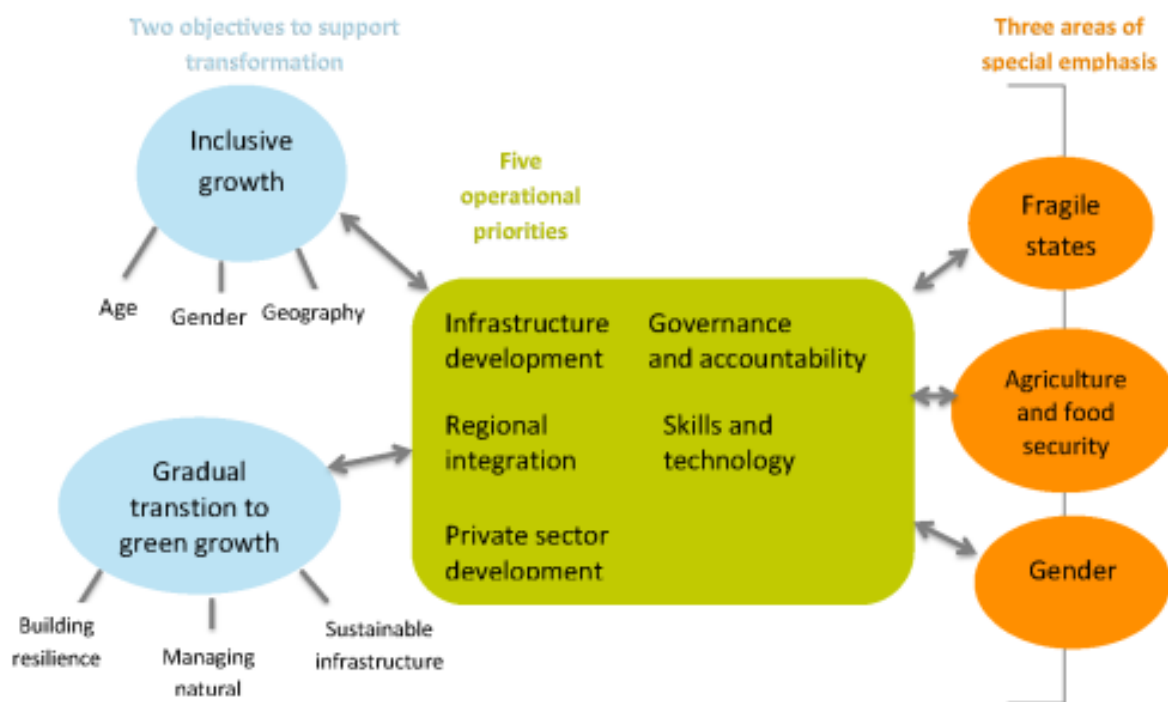 Two objectives to support
transformation
Three areas of
special emphasis
Inclusive
growth
Age
Gender
Geography
Five
operational
priorities
Infrastructure
development
Governance
and accountability
Regional
integration
Skills and
technology
Private sector
development
Gradual
transtion to
green growth
Building
resilience
Managing
natural
Sustainable
infrastructure
Fragile
states
Agriculture
and food
security
Gender